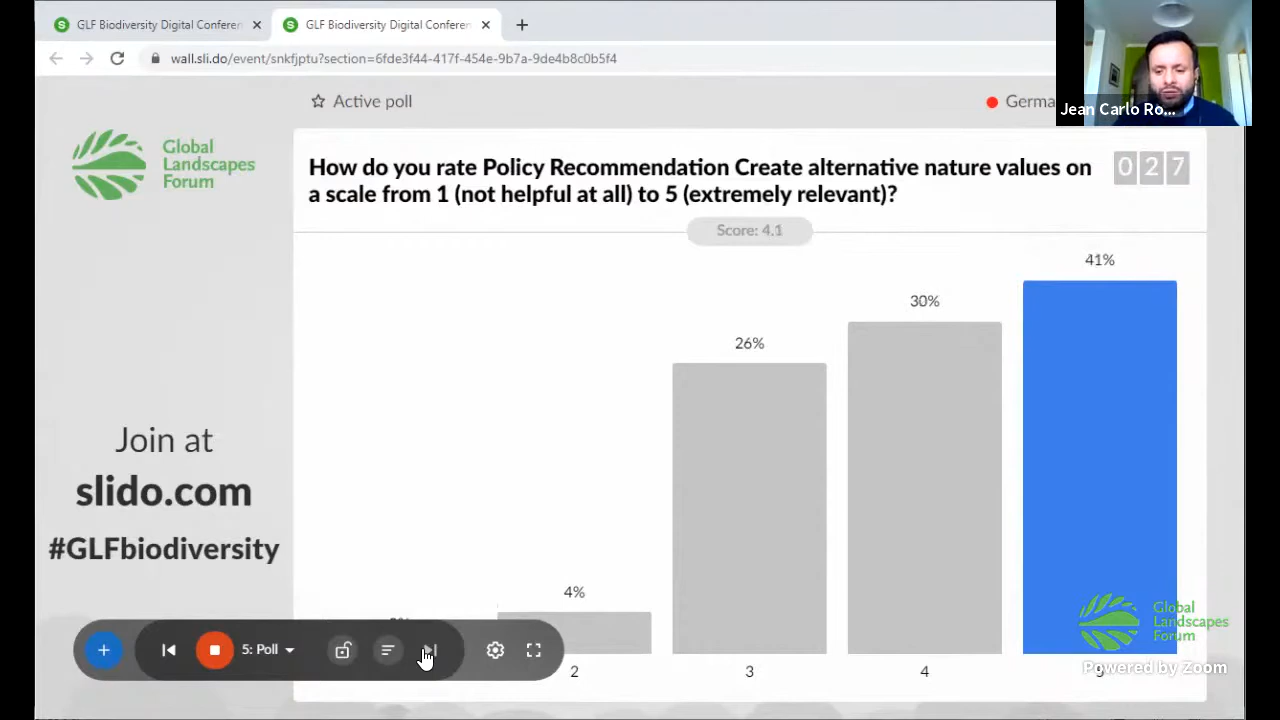 GLF Biodiversity Digital Conferen
GLF Biodiversity Digital Conferen
wall.sli.do/event/snkfjptu?section=6fde3f44-417f-454e-9b7a-9de4b8c0b5f4
Active poll
Germa
Jean Carlo Ro...
Global
Landscapes
Forum
How do you rate Policy Recommendation Create alternative nature values on
a scale from 1 (not helpful at all) to 5 (extremely relevant)?
027
Score: 4.1
41%
30%
26%
4%
Join at
slido.com
#GLFbiodiversity
5: Poll
2
3
4
Global
Landscapes
Forum
Powered by Zoom